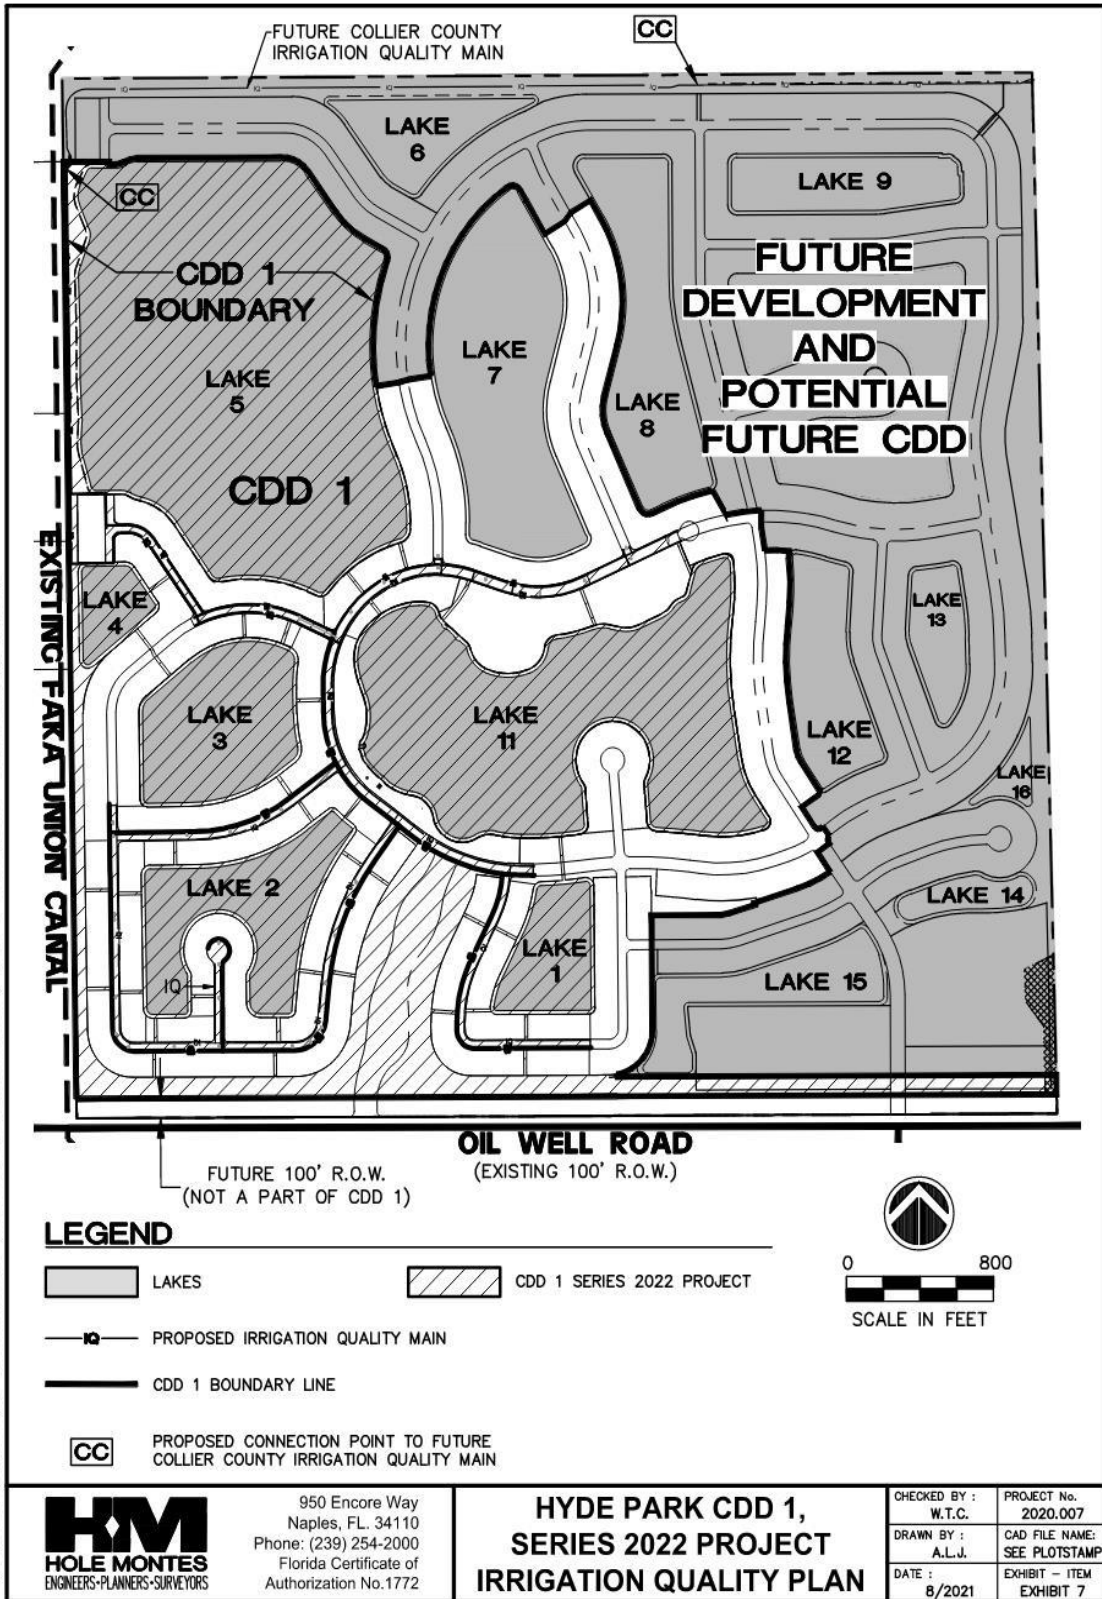 FUTURE COLLIER COUNTY
IRRIGATION QUALITY MAIN
CC
IQ
IQ
IQ
IQ
IQ
IQ
IQ
LAKE
6
LAKE 9
CC
CDD 1
BOUNDARY
FUTURE
DEVELOPMENT
AND
POTENTIAL
FUTURE CDD
LAKE
7
LAKE
5
LAKE
8
CDD 1
EXISTING FAKA UNION CANAL
LAKE
4
LAKE
13
LAKE
3
LAKE
11
LAKE
12
LAKE
16
LAKE 2
LAKE 14
LAKE
1
LAKE 15
IQ
OIL WELL ROAD
(EXISTING 100' R.O.W.)
FUTURE 100' R.O.W.
(NOT A PART OF CDD 1)
LEGEND
LAKES
CDD 1 SERIES 2022 PROJECT
IQ
PROPOSED IRRIGATION QUALITY MAIN
CDD 1 BOUNDARY LINE
CC
PROPOSED CONNECTION POINT TO FUTURE
COLLIER COUNTY IRRIGATION QUALITY MAIN
0 800
SCALE IN FEET
HM
HOLE MONTES
ENGINEERS•PLANNERS•SURVEYORS
950 Encore Way
Naples, FL. 34110
Phone: (239) 254-2000
Florida Certificate of
Authorization No.1772
HYDE PARK CDD 1,
SERIES 2022 PROJECT
IRRIGATION QUALITY PLAN
CHECKED BY :
W.T.C.
PROJECT No.
2020.007
DRAWN BY :
A.L.J.
CAD FILE NAME:
SEE PLOTSTAMP
DATE :
8/2021
EXHIBIT - ITEM
EXHIBIT 7